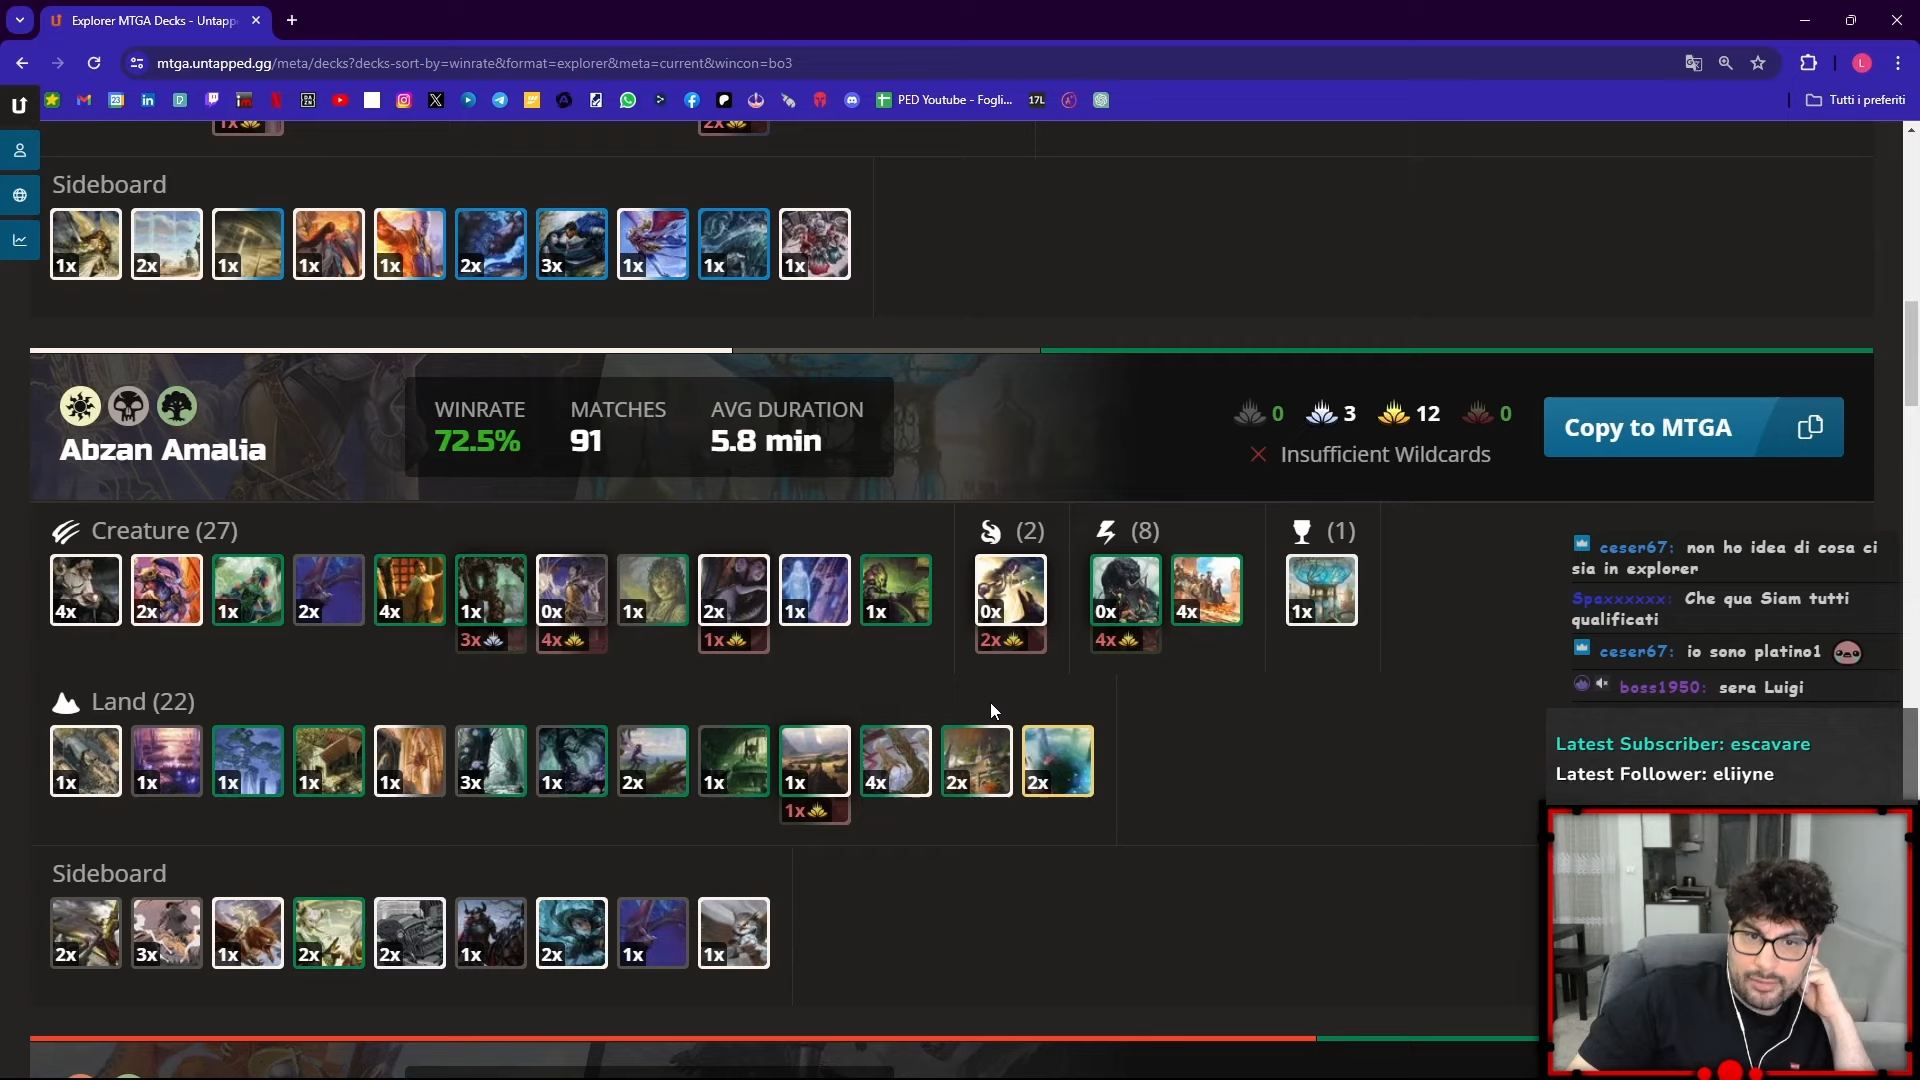 Explorer MTGA Decks - Untapp
mtga.untapped.gg/meta/decks?decks-sort-by=winrate&format=explorer&meta=current&wincon=bo3
PED Youtube - Fogli...
17L
Tutti i preferiti
L
1x
2x
Sideboard
1x 2x 1x 1x 1x 2x 3x 1x 1x 1x
Abzan Amalia
WINRATE MATCHES AVG DURATION
72.5% 91 5.8 min
0 3 12 0
Insufficient Wildcards
Copy to MTGA
Creature (27) (2) (8) (1)
4x 2x 1x 2x 4x 1x 0x 1x 2x 1x 1x 0x 0x 4x 1x
3x 4x 1x 2x 4x
Land (22)
1x 1x 1x 1x 1x 3x 1x 2x 1x 1x 4x 2x 2x
1x
Sideboard
2x 3x 1x 2x 2x 1x 2x 1x 1x
ceser67: non ho idea di cosa ci
sia in explorer
Spaxxxxxx: Che qua Siam tutti
qualificati
ceser67: io sono platino1
boss1950: sera Luigi
Latest Subscriber: escavare
Latest Follower: eliiyne